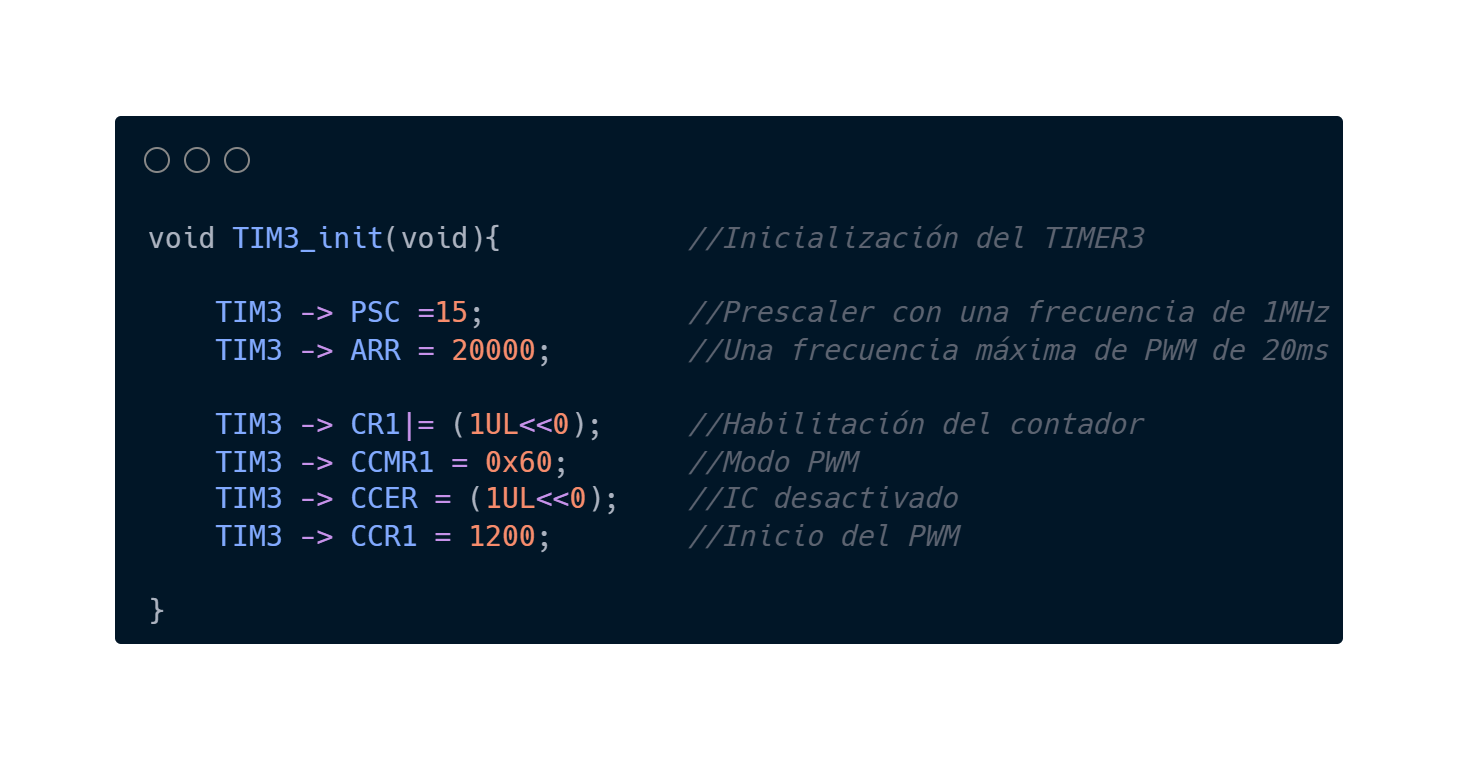 void TIM3_init(void){ //Inicialización del TIMER3
TIM3 -> PSC =15; //Prescaler con una frecuencia de 1MHz
TIM3 -> ARR = 20000; //Una frecuencia máxima de PWM de 20ms
TIM3 -> CR1|= (1UL<<0); //Habilitación del contador
TIM3 -> CCMR1 = 0x60; //Modo PWM
TIM3 -> CCER = (1UL<<0); //IC desactivado
TIM3 -> CCR1 = 1200; //Inicio del PWM
}